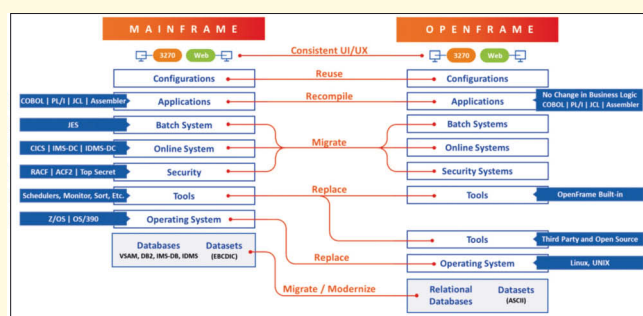 MAINFRAME
OPENFRAME
3270 Web
Consistent UI/UX
3270 Web
Configurations
Reuse
Configurations
COBOL | PL/I | JCL | Assembler
Applications
Recompile
Applications
No Change in Business Logic
COBOL | PL/I | JCL | Assembler
JES
Batch System
Batch Systems
CICS | IMS-DC | IDMS-DC
Online System
Migrate
Online Systems
RACF | ACF2 | Top Secret
Security
Security Systems
Schedulers, Monitor, Sort, Etc.
Tools
Replace
Tools
OpenFrame Built-in
Z/OS | OS/390
Operating System
Tools
Third Party and Open Source
Databases
VSAM, DB2, IMS-DB, IDMS
Datasets
(EBCDIC)
Replace
Operating System
Linux, UNIX
Migrate / Modernize
Relational
Databases
Datasets
(ASCII)